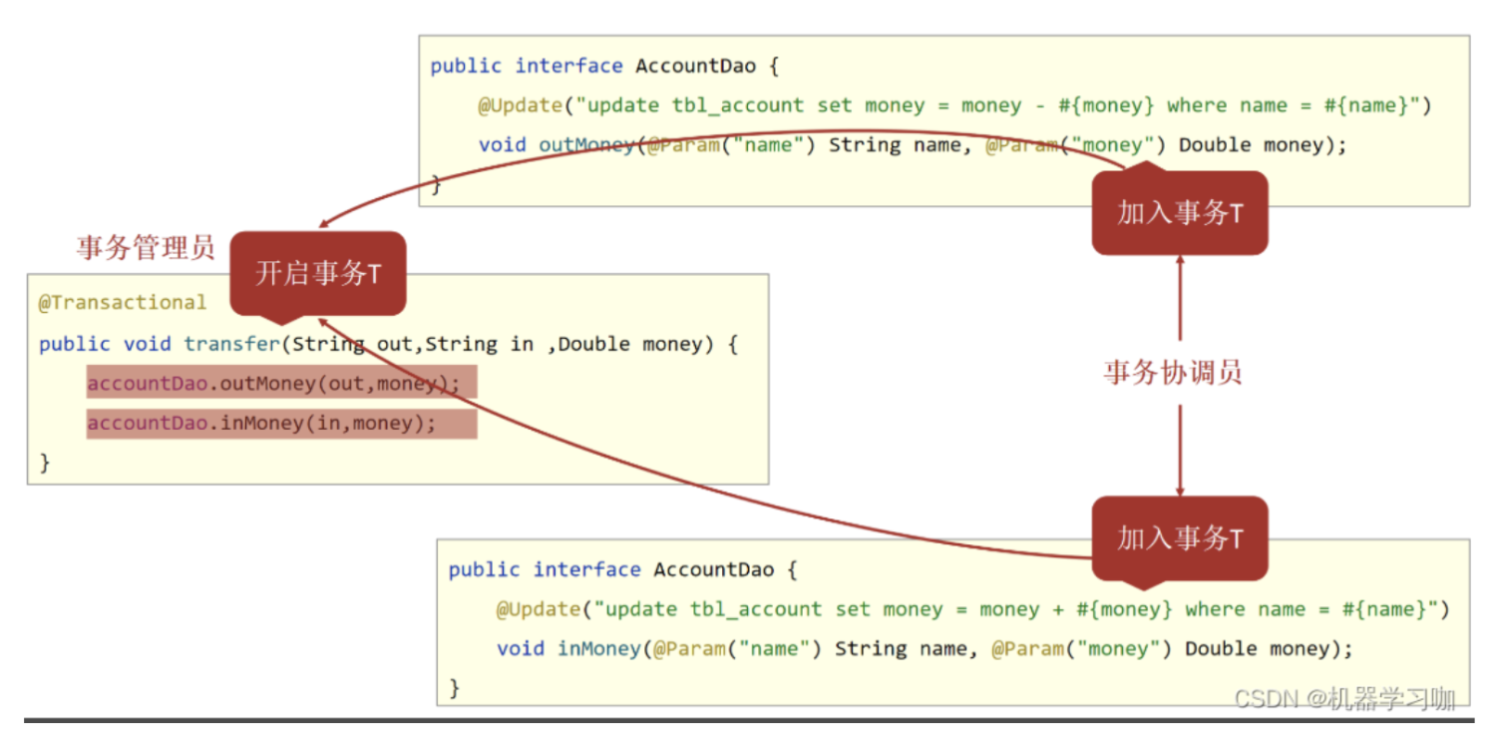 public interface AccountDao {
@Update("update tbl_account set money = money - #{money} where name = #{name}")
void outMoney(@Param("name") String name, @Param("money") Double money);
}
加入事务T
事务管理员
开启事务T
@Transactional
public void transfer(String out,String in ,Double money) {
accountDao.outMoney(out,money);
accountDao.inMoney(in,money);
}
事务协调员
加入事务T
public interface AccountDao {
@Update("update tbl_account set money = money + #{money} where name = #{name}")
void inMoney(@Param("name") String name, @Param("money") Double money);
}
CSDN @机器学习咖